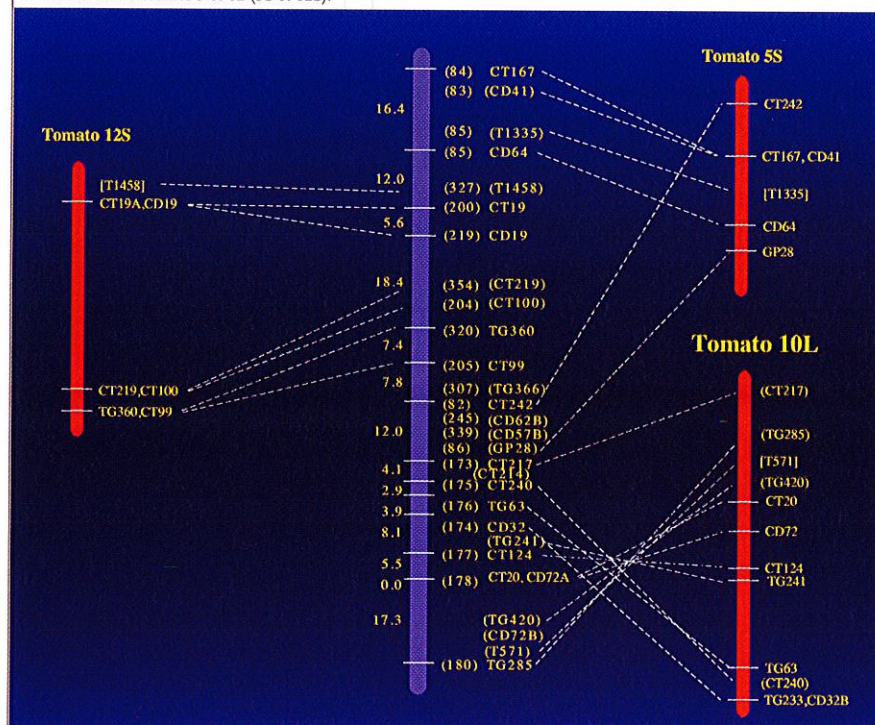 Tomato 12S
[T1458]
CT19A,CD19
CT219,CT100
TG360,CT99
16.4
12.0
5.6
18.4
7.4
7.8
12.0
4.1
2.9
3.9
8.1
5.5
0.0
17.3
(84) CT167
(83) (CD41)
(85) (T1335)
(85) CD64
(327) (T1458)
(200) CT19
(219) CD19
(354) (CT219)
(204) (CT100)
(320) TG360
(205) CT99
(307) (TG366)
(82) CT242
(245) (CD62B)
(339) (CD57B)
(86) (GP28)
(173) CT217
(CT214)
(175) CT240
(176) TG63
(174) CD32
(TG241)
(177) CT124
(178) CT20, CD72A
(TG420)
(CD72B)
(T571)
(180) TG285
Tomato 5S
CT242
CT167, CD41
[T1335]
CD64
GP28
Tomato 10L
(CT217)
(TG285)
[T571]
(TG420)
CT20
CD72
CT124
TG241
TG63
(CT240)
TG233,CD32B